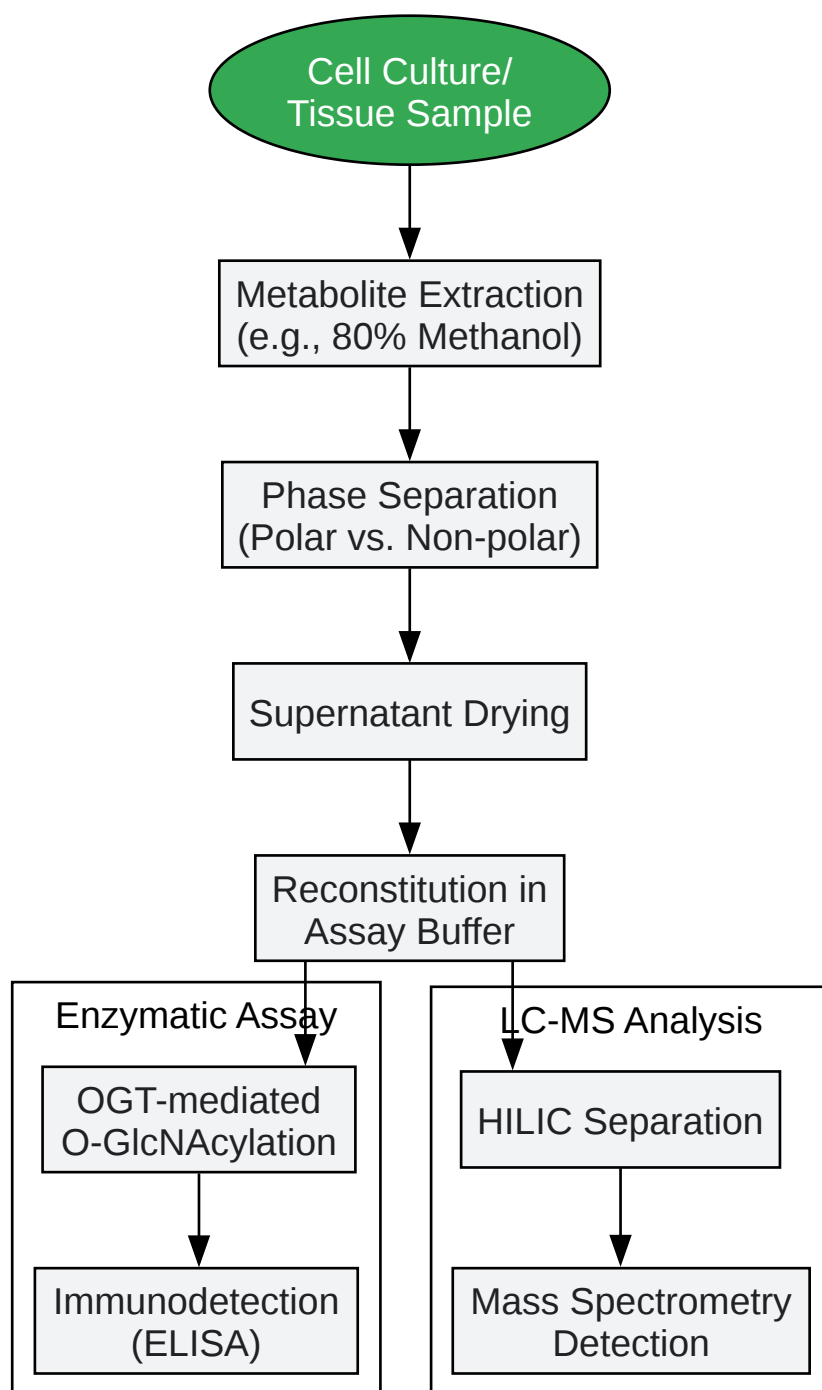 Cell Culture/
Tissue Sample
Metabolite Extraction
(e.g., 80% Methanol)
Phase Separation
(Polar vs. Non-polar)
Supernatant Drying
Reconstitution in
Assay Buffer
Enzymatic Assay
OGT-mediated
O-GlcNAcylation
Immunodetection
(ELISA)
LC-MS Analysis
HILIC Separation
Mass Spectrometry
Detection